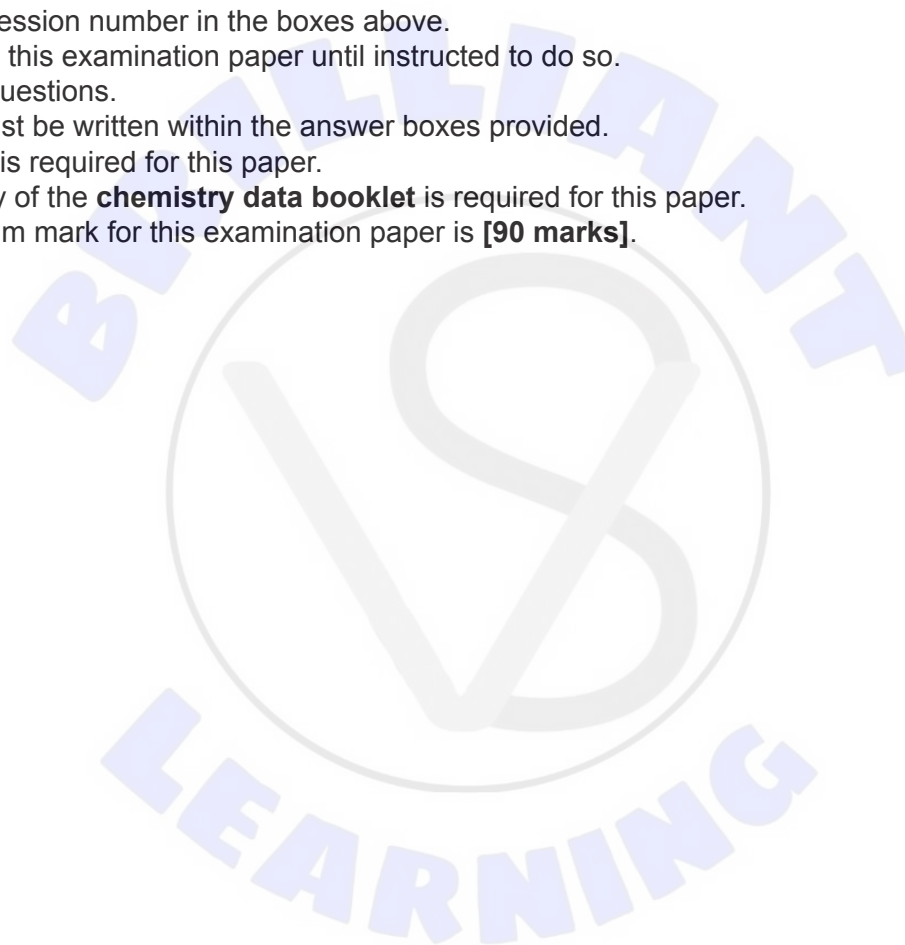 ession number in the boxes above.
this examination paper until instructed to do so.
uestions.
st be written within the answer boxes provided.
is required for this paper.
y of the chemistry data booklet is required for this paper.
m mark for this examination paper is [90 marks].
BRILLIANT
VS
LEARNING